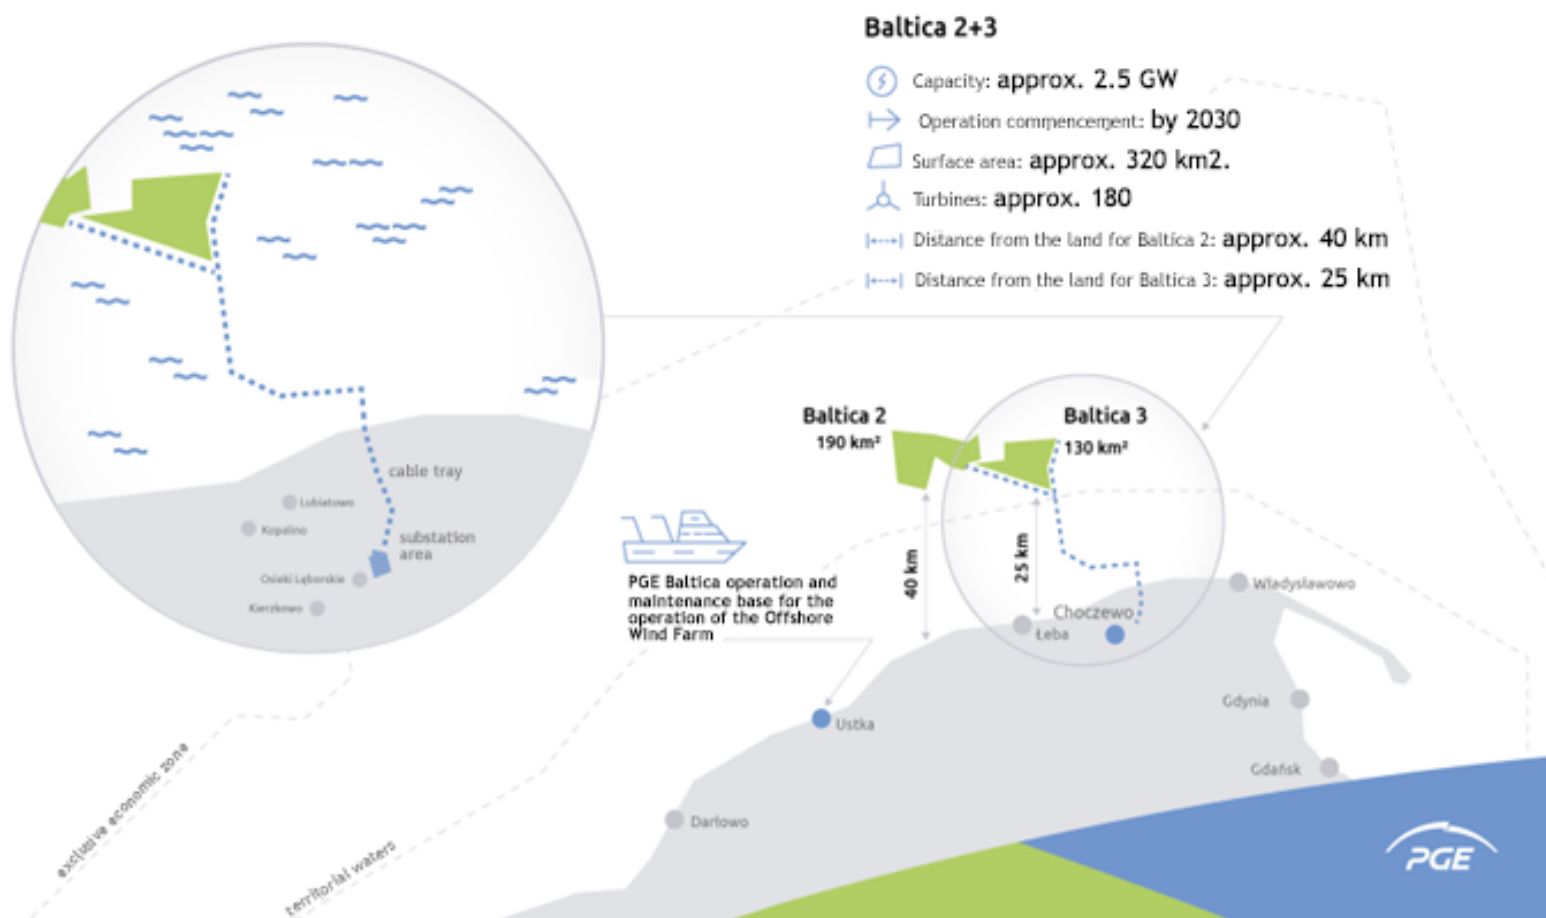 Baltica 2+3
Capacity: approx. 2.5 GW
Operation commencement: by 2030
Surface area: approx. 320 km2.
Turbines: approx. 180
Distance from the land for Baltica 2: approx. 40 km
Distance from the land for Baltica 3: approx. 25 km
Baltica 2
190 km²
Baltica 3
130 km²
cable tray
Lubiatowo
Kopalino
substation
area
Osieki Lęborskie
Kierzkowo
PGE Baltica operation and
maintenance base for the
operation of the Offshore
Wind Farm
40 km
25 km
Władysławowo
Choczewo
Łeba
Ustka
Gdynia
Gdańsk
Darłowo
exclusive economic zone
territorial waters
PGE